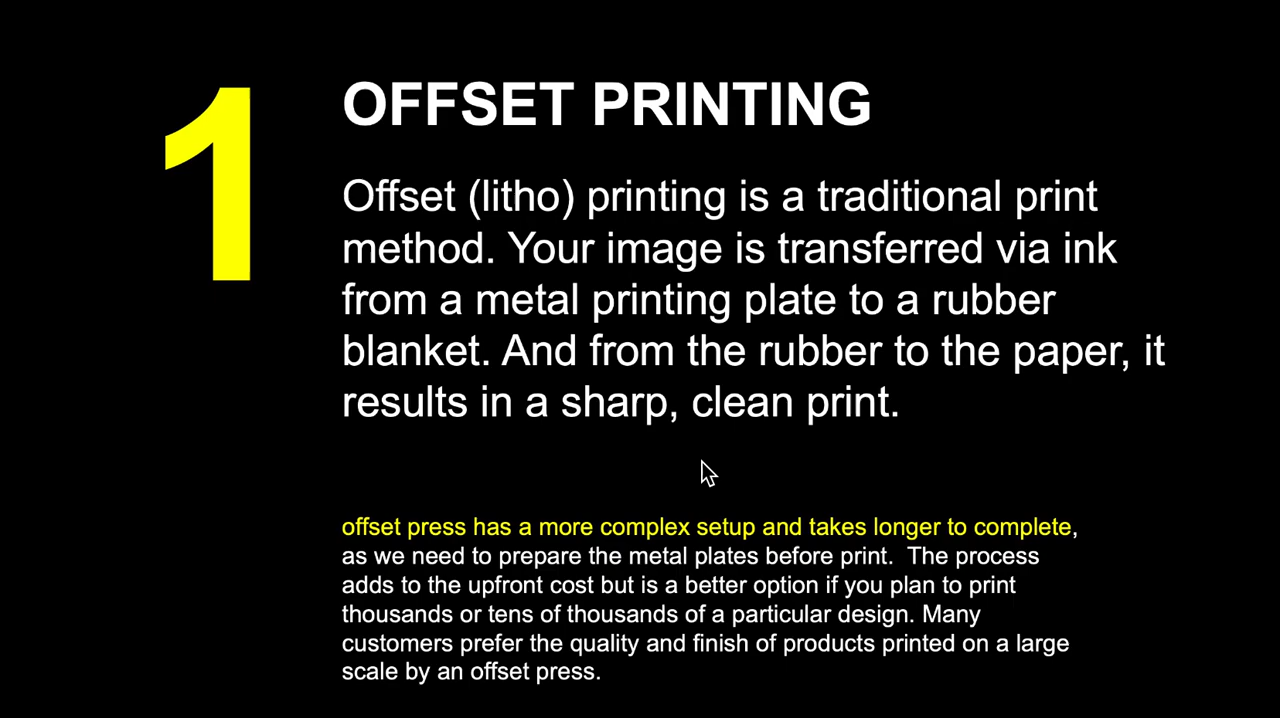 1
OFFSET PRINTING
Offset (litho) printing is a traditional print
method. Your image is transferred via ink
from a metal printing plate to a rubber
blanket. And from the rubber to the paper, it
results in a sharp, clean print.
offset press has a more complex setup and takes longer to complete,
as we need to prepare the metal plates before print.  The process
adds to the upfront cost but is a better option if you plan to print
thousands or tens of thousands of a particular design. Many
customers prefer the quality and finish of products printed on a large
scale by an offset press.